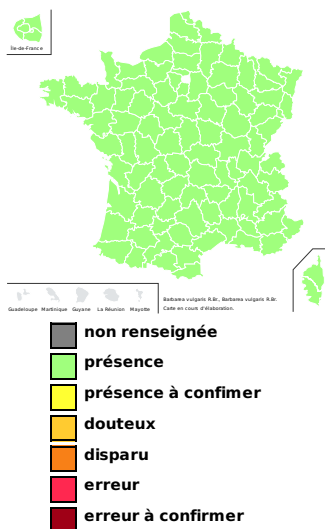 Île-de-France
Guadeloupe Martinique Guyane La Réunion Mayotte
Barbarea vulgaris R.Br., Barbarea vulgaris R.Br.
Carte en cours d'élaboration.
non renseignée
présence
présence à confimer
douteux
disparu
erreur
erreur à confirmer